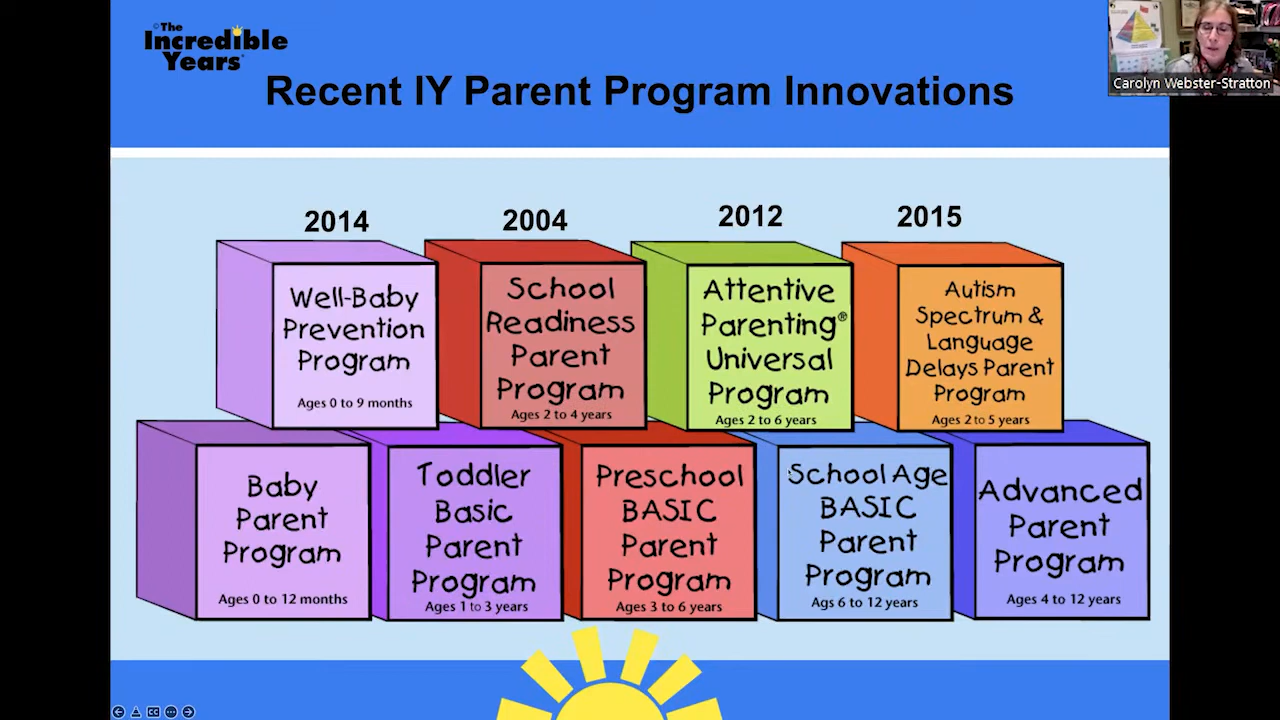 ©The
Incredible
Years®
Recent IY Parent Program Innovations
Carolyn Webster-Stratton
2014
2004
2012
2015
Well-Baby
Prevention
Program
Ages 0 to 9 months
School
Readiness
Parent
Program
Ages 2 to 4 years
Attentive
Parenting®
Universal
Program
Ages 2 to 6 years
Autism
Spectrum &
Language
Delays Parent
Program
Ages 2 to 5 years
Baby
Parent
Program
Ages 0 to 12 months
Toddler
Basic
Parent
Program
Ages 1 to 3 years
Preschool
BASIC
Parent
Program
Ages 3 to 6 years
School Age
BASIC
Parent
Program
Ags 6 to 12 years
Advanced
Parent
Program
Ages 4 to 12 years